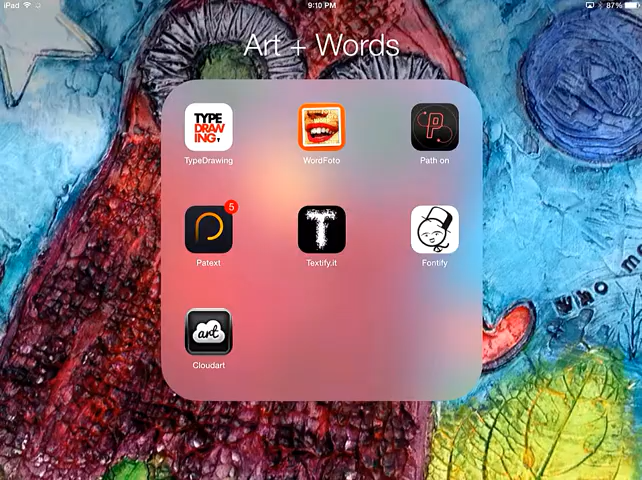 iPad 9:10 PM 87%
Art + Words
TYPE
DRAW
ING
TypeDrawing
WordFoto
P
Path on
5
Patext
T
Textify.it
Fontify
art
Cloudart
who